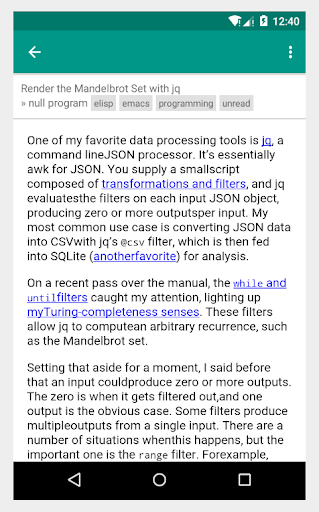 12:40
Render the Mandelbrot Set with jq
» null program elisp emacs programming unread
One of my favorite data processing tools is jq, a
command lineJSON processor. It's essentially
awk for JSON. You supply a smallscript
composed of transformations and filters, and jq
evaluatesthe filters on each input JSON object,
producing zero or more outputsper input. My
most common use case is converting JSON data
into CSVwith jq's @csv filter, which is then fed
into SQLite (anotherfavorite) for analysis.
On a recent pass over the manual, the while and
untilfilters caught my attention, lighting up
myTuring-completeness senses. These filters
allow jq to computean arbitrary recurrence, such
as the Mandelbrot set.
Setting that aside for a moment, I said before
that an input couldproduce zero or more outputs.
The zero is when it gets filtered out,and one
output is the obvious case. Some filters produce
multipleoutputs from a single input. There are a
number of situations whenthis happens, but the
important one is the range filter. Forexample,